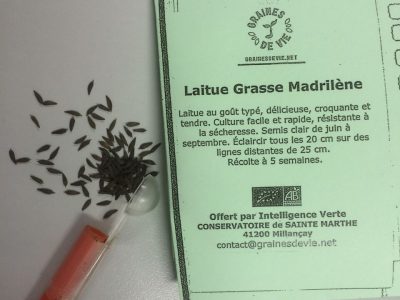 GRAINES
DE VIE
GRAINESDEVIE.NET
Laitue Grasse Madrilène
Laitue au goût typé, délicieuse, croquante et
tendre. Culture facile et rapide, résistante à
la sécheresse. Semis clair de juin à
septembre. Éclaircir tous les 20 cm sur des
lignes distantes de 25 cm.
Récolte à 5 semaines.
AB
Offert par Intelligence Verte
CONSERVATOIRE de SAINTE MARTHE
41200 Millançay
contact@grainesdevie.net